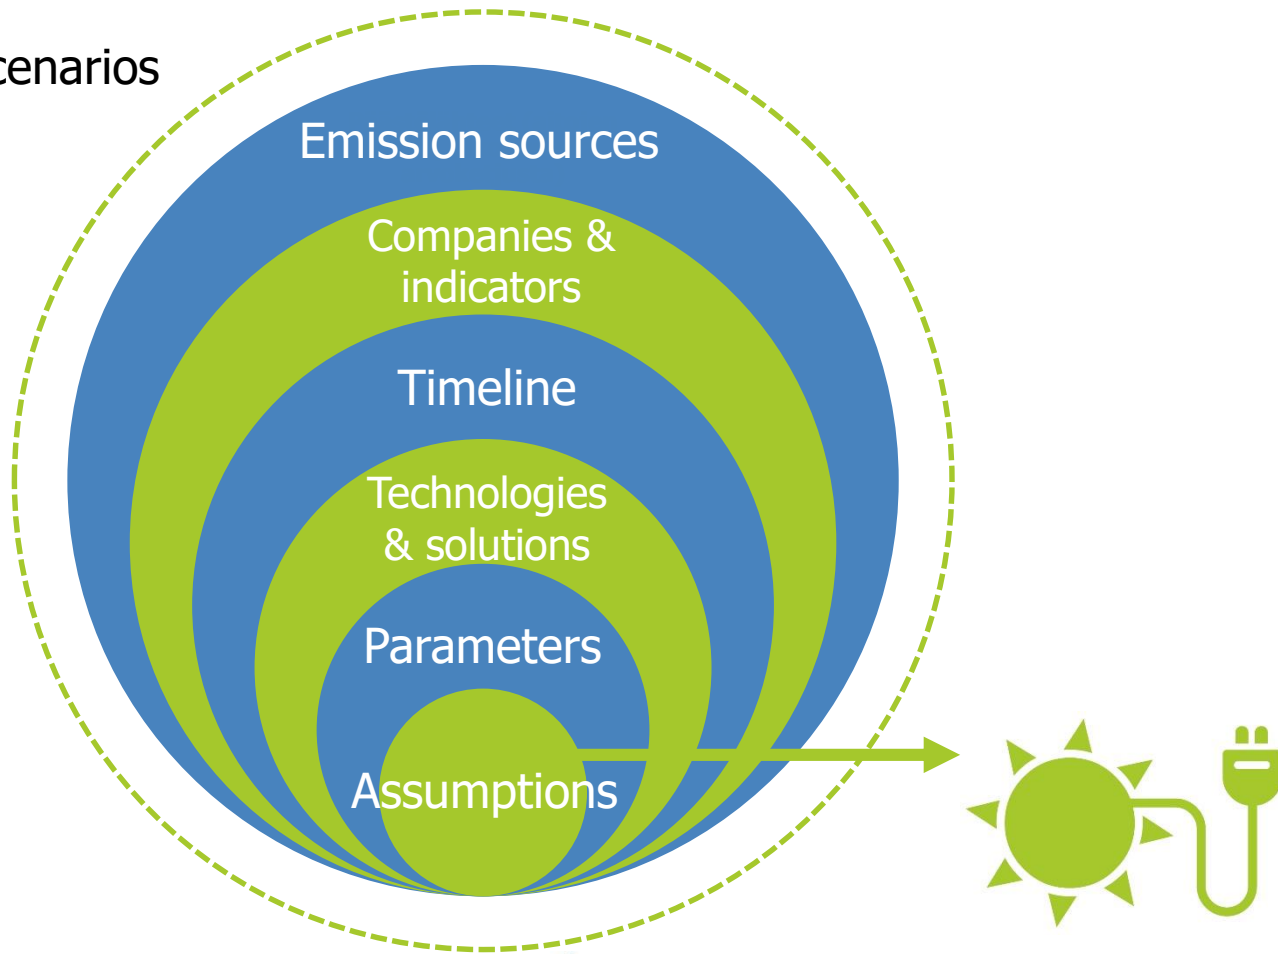 cenarios
Emission sources
Companies &
indicators
Timeline
Technologies
& solutions
Parameters
Assumptions